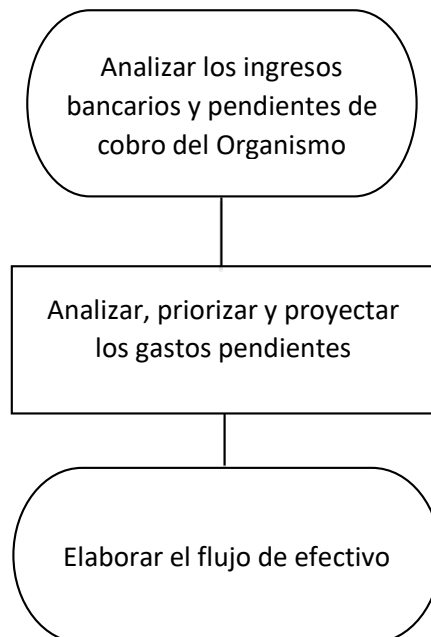 Analizar los ingresos
bancarios y pendientes de
cobro del Organismo
Analizar, priorizar y proyectar
los gastos pendientes
Elaborar el flujo de efectivo